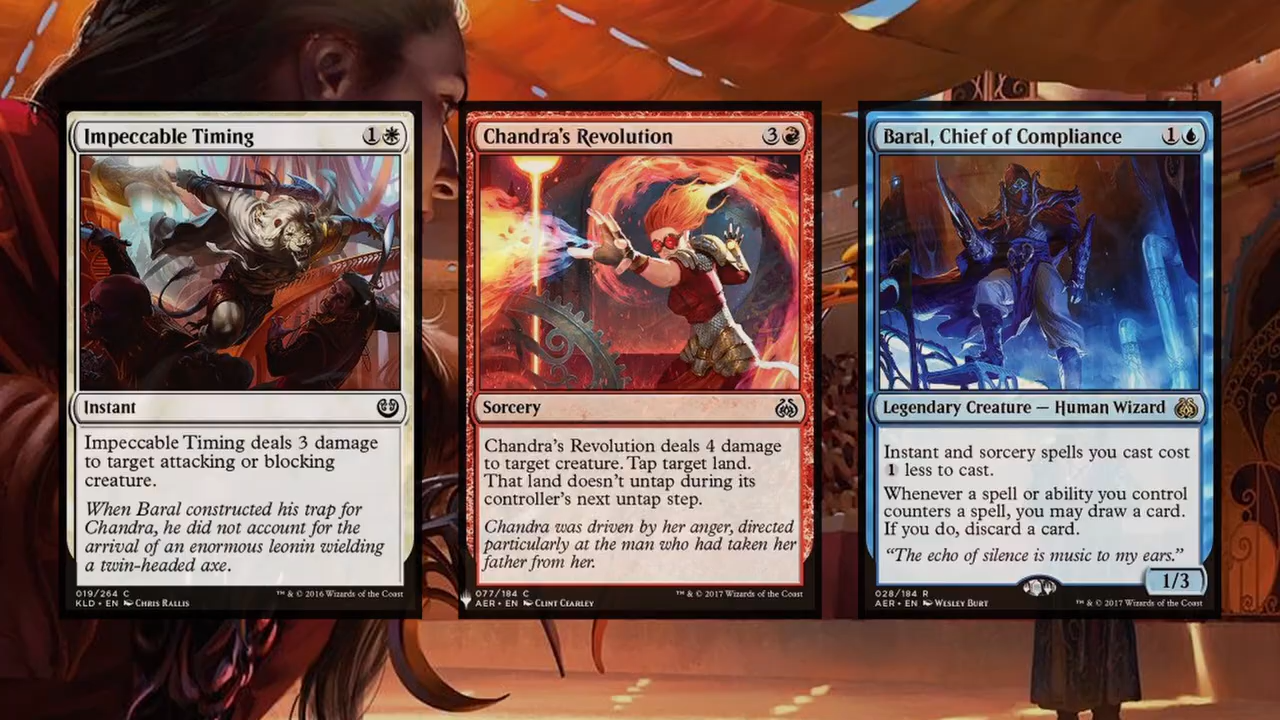 Impeccable Timing 1
Instant
Impeccable Timing deals 3 damage
to target attacking or blocking
creature.
When Baral constructed his trap for
Chandra, he did not account for the
arrival of an enormous leonin wielding
a twin-headed axe.
019/264 C
KLD • EN CHRIS RALLIS
™ & © 2016 Wizards of the Coast
Chandra's Revolution 3
Sorcery
Chandra's Revolution deals 4 damage
to target creature. Tap target land.
That land doesn't untap during its
controller's next untap step.
Chandra was driven by her anger, directed
particularly at the man who had taken her
father from her.
077/184 C
AER • EN CLINT CEARLEY
™ & © 2017 Wizards of the Coast
Baral, Chief of Compliance 1
Legendary Creature — Human Wizard
Instant and sorcery spells you cast cost
1 less to cast.
Whenever a spell or ability you control
counters a spell, you may draw a card.
If you do, discard a card.
"The echo of silence is music to my ears."
1/3
028/184 R
AER • EN WESLEY BURT
™ & © 2017 Wizards of the Coast